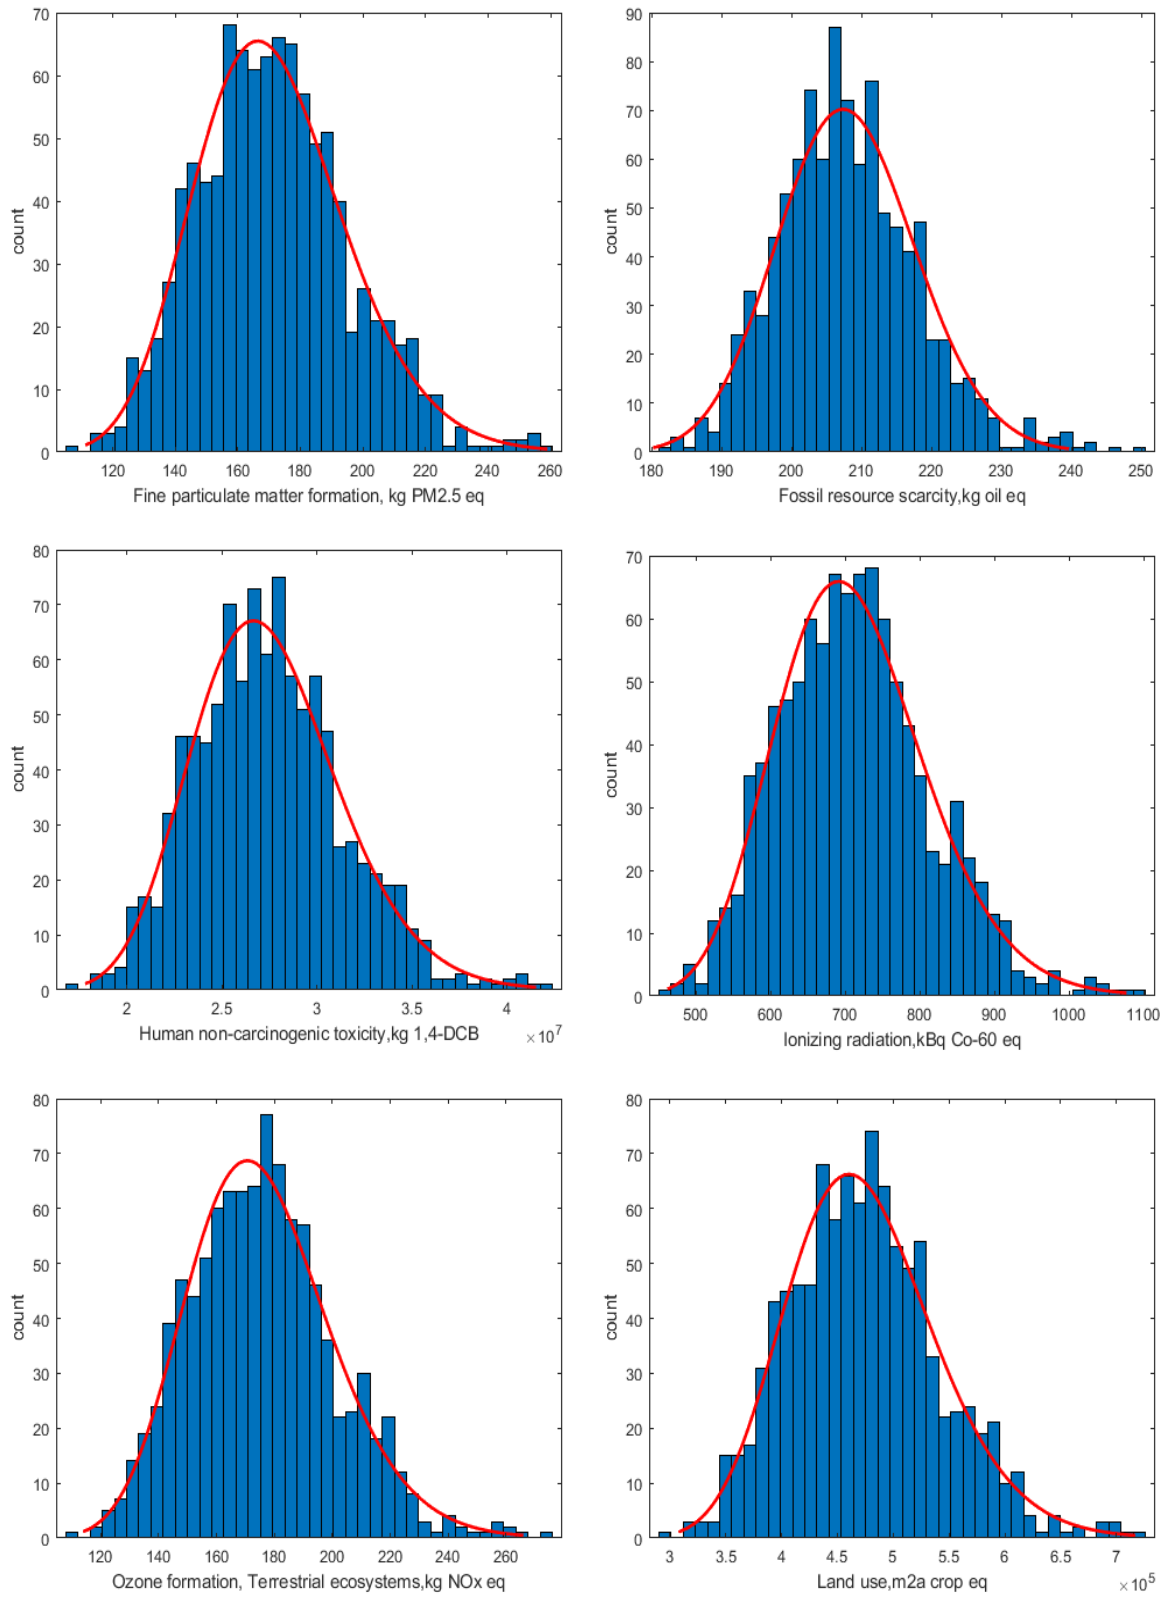 70
60
50
40
30
20
10
0
count
120 140 160 180 200 220 240 260
Fine particulate matter formation, kg PM2.5 eq
90
80
70
60
50
40
30
20
10
0
count
180 190 200 210 220 230 240 250
Fossil resource scarcity,kg oil eq
80
70
60
50
40
30
20
10
0
count
2 2.5 3 3.5 4
Human non-carcinogenic toxicity,kg 1,4-DCB ×10^7
70
60
50
40
30
20
10
0
count
500 600 700 800 900 1000 1100
Ionizing radiation,kBq Co-60 eq
80
70
60
50
40
30
20
10
0
count
120 140 160 180 200 220 240 260
Ozone formation, Terrestrial ecosystems,kg NOx eq
80
70
60
50
40
30
20
10
0
count
3 3.5 4 4.5 5 5.5 6 6.5 7
Land use,m2a crop eq ×10^5